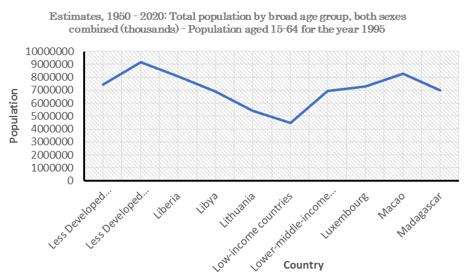 Estimates, 1950 - 2020: Total population by broad age group, both sexes
combined (thousands) - Population aged 15-64 for the year 1995
10000000
9000000
8000000
7000000
6000000
5000000
4000000
3000000
2000000
1000000
0
Population
Less Developed...
Less Developed...
Liberia
Libya
Lithuania
Low-income countries
Lower-middle-income...
Luxembourg
Macao
Madagascar
Country